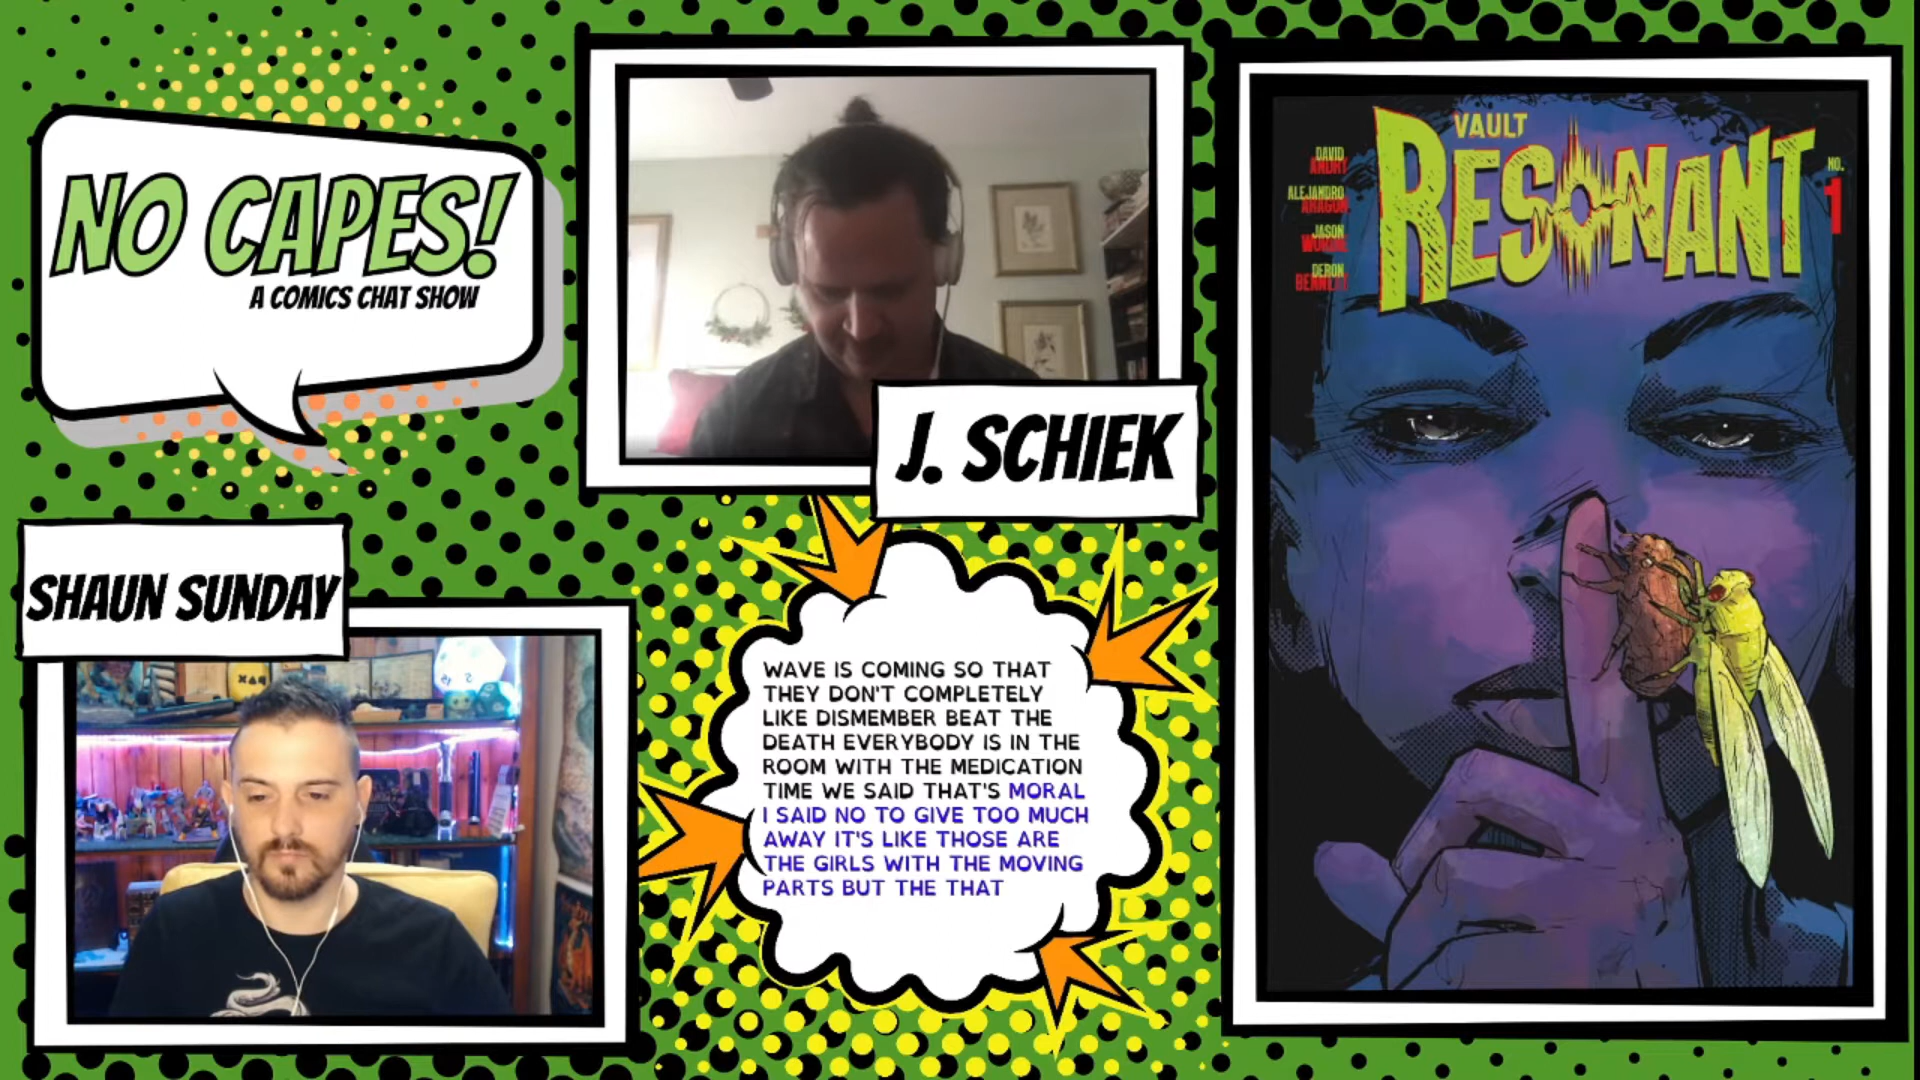 NO CAPES!
A COMICS CHAT SHOW
J. SCHIEK
SHAUN SUNDAY
WAVE IS COMING SO THAT
THEY DON'T COMPLETELY
LIKE DISMEMBER BEAT THE
DEATH EVERYBODY IS IN THE
ROOM WITH THE MEDICATION
TIME WE SAID THAT'S MORAL
I SAID NO TO GIVE TOO MUCH
AWAY IT'S LIKE THOSE ARE
THE GIRLS WITH THE MOVING
PARTS BUT THE THAT
VAULT
RESONANT
NO.
1
DAVID
ANDRY
ALEJANDRO
ARAGON
JASON
WORDIE
DERON
BENNETT